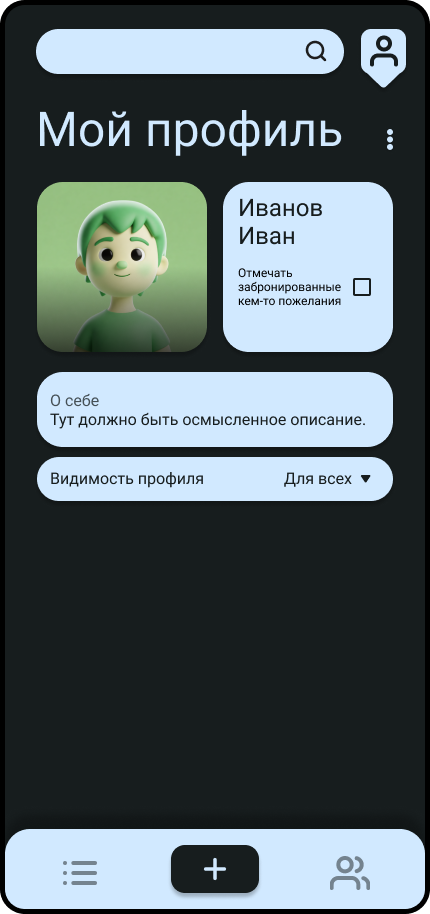 Мой профиль
Иванов
Иван
Отмечать
забронированные
кем-то пожелания
О себе
Тут должно быть осмысленное описание.
Видимость профиля
Для всех